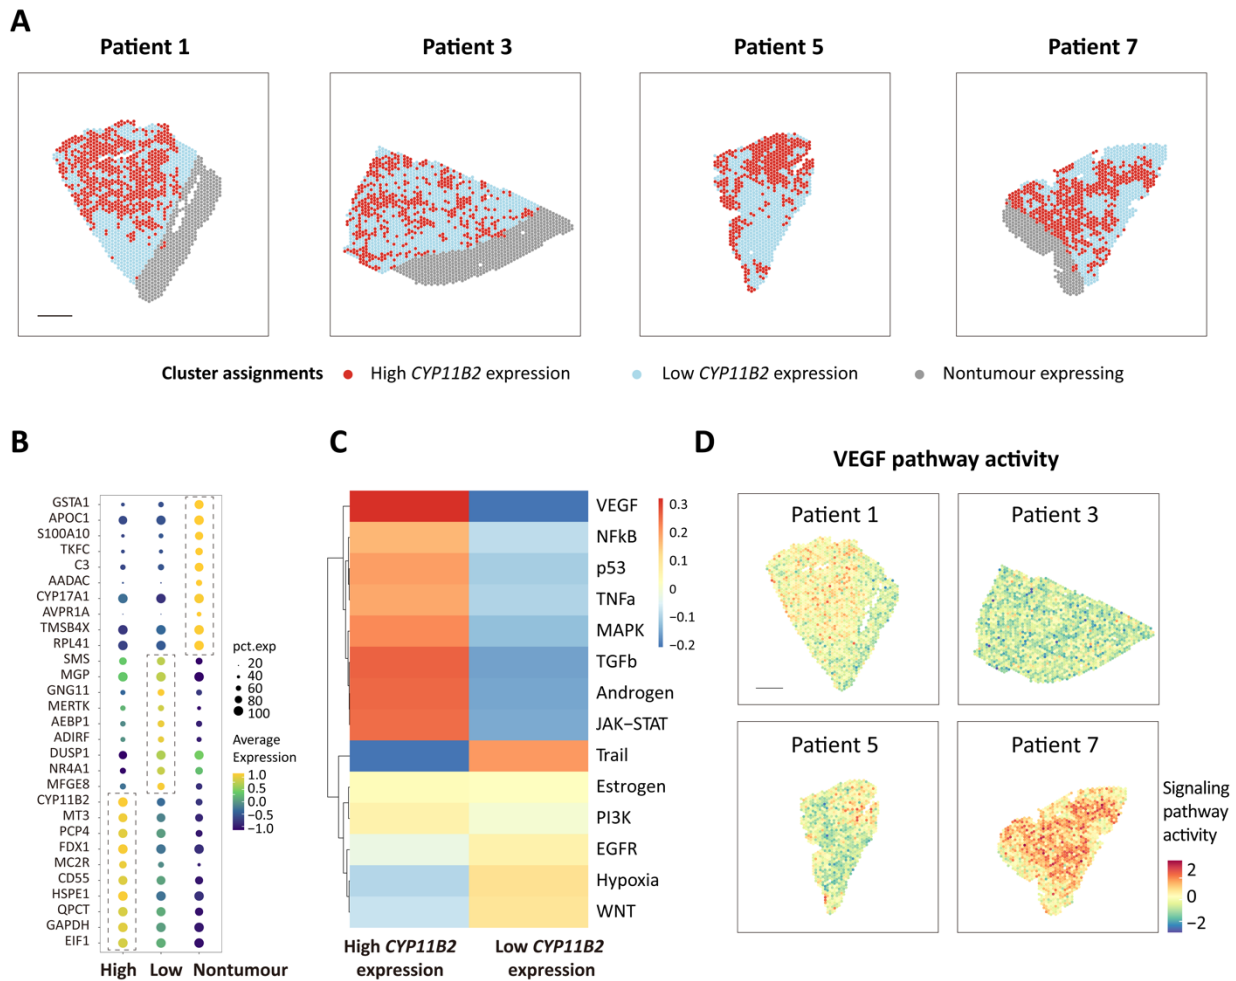 A
Patient 1
Patient 3
Patient 5
Patient 7
Cluster assignments
High CYP11B2 expression
Low CYP11B2 expression
Nontumour expressing
B
GSTA1
APOC1
S100A10
TKFC
C3
AADAC
CYP17A1
AVPR1A
TMSB4X
RPL41
SMS
MGP
GNG11
MERTK
AEBP1
ADIRF
DUSP1
NR4A1
MFGE8
CYP11B2
MT3
PCP4
FDX1
MC2R
CD55
HSPE1
QPCT
GAPDH
EIF1
High
Low
Nontumour
pct.exp
20
40
60
80
100
Average
Expression
1.0
0.5
0.0
−0.5
−1.0
C
VEGF
NFkB
p53
TNFa
MAPK
TGFb
Androgen
JAK−STAT
Trail
Estrogen
PI3K
EGFR
Hypoxia
WNT
0.3
0.2
0.1
0
−0.1
−0.2
High CYP11B2
expression
Low CYP11B2
expression
D
VEGF pathway activity
Patient 1
Patient 3
Patient 5
Patient 7
Signaling
pathway
activity
2
0
−2